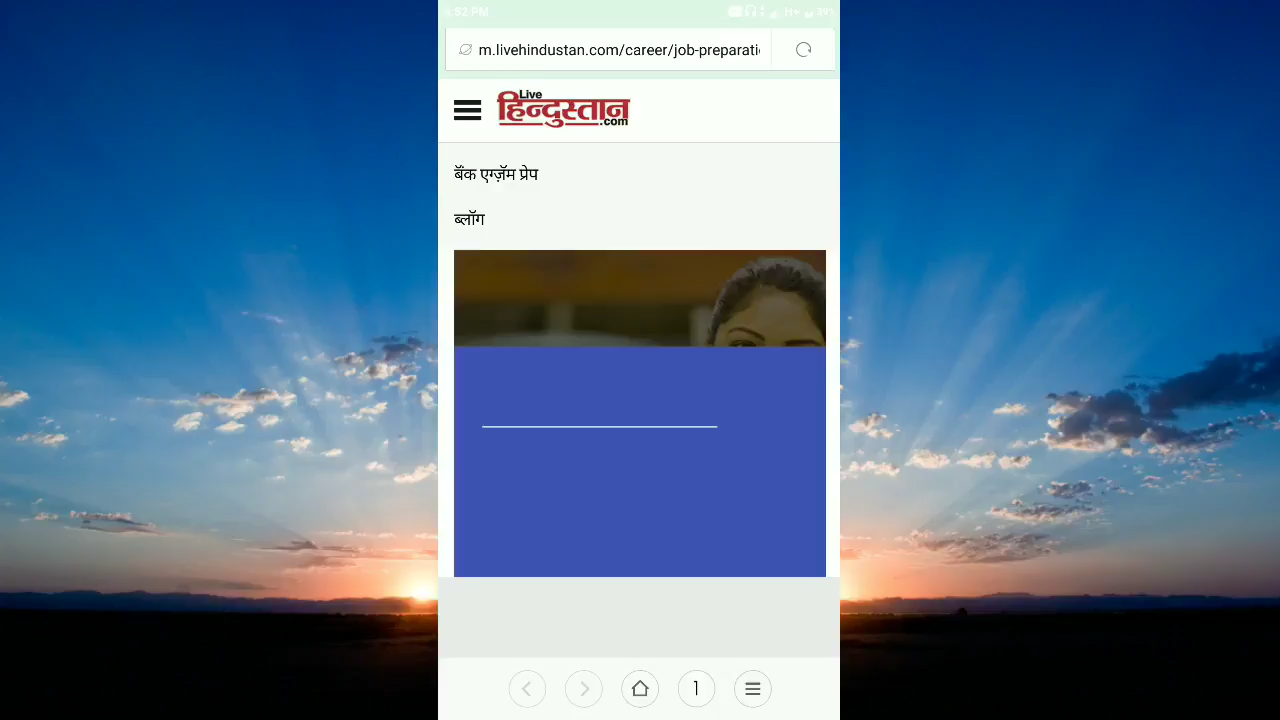 m.livehindustan.com/career/job-preparati
Live
हिन्दुस्तान
.com
बैंक एग्ज़ॅम प्रेप
ब्लॉग
1